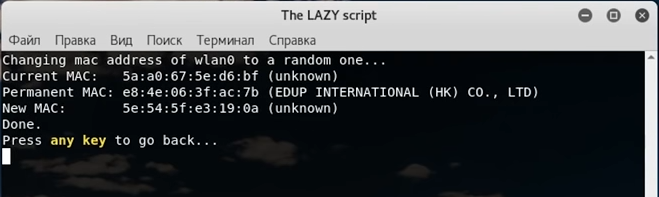 The LAZY script
Файл Правка Вид Поиск Терминал Справка
Changing mac address of wlan0 to a random one...
Current MAC:   5a:a0:67:5e:d6:bf (unknown)
Permanent MAC: e8:4e:06:3f:ac:7b (EDUP INTERNATIONAL (HK) CO., LTD)
New MAC:       5e:54:5f:e3:19:0a (unknown)
Done.
Press any key to go back...